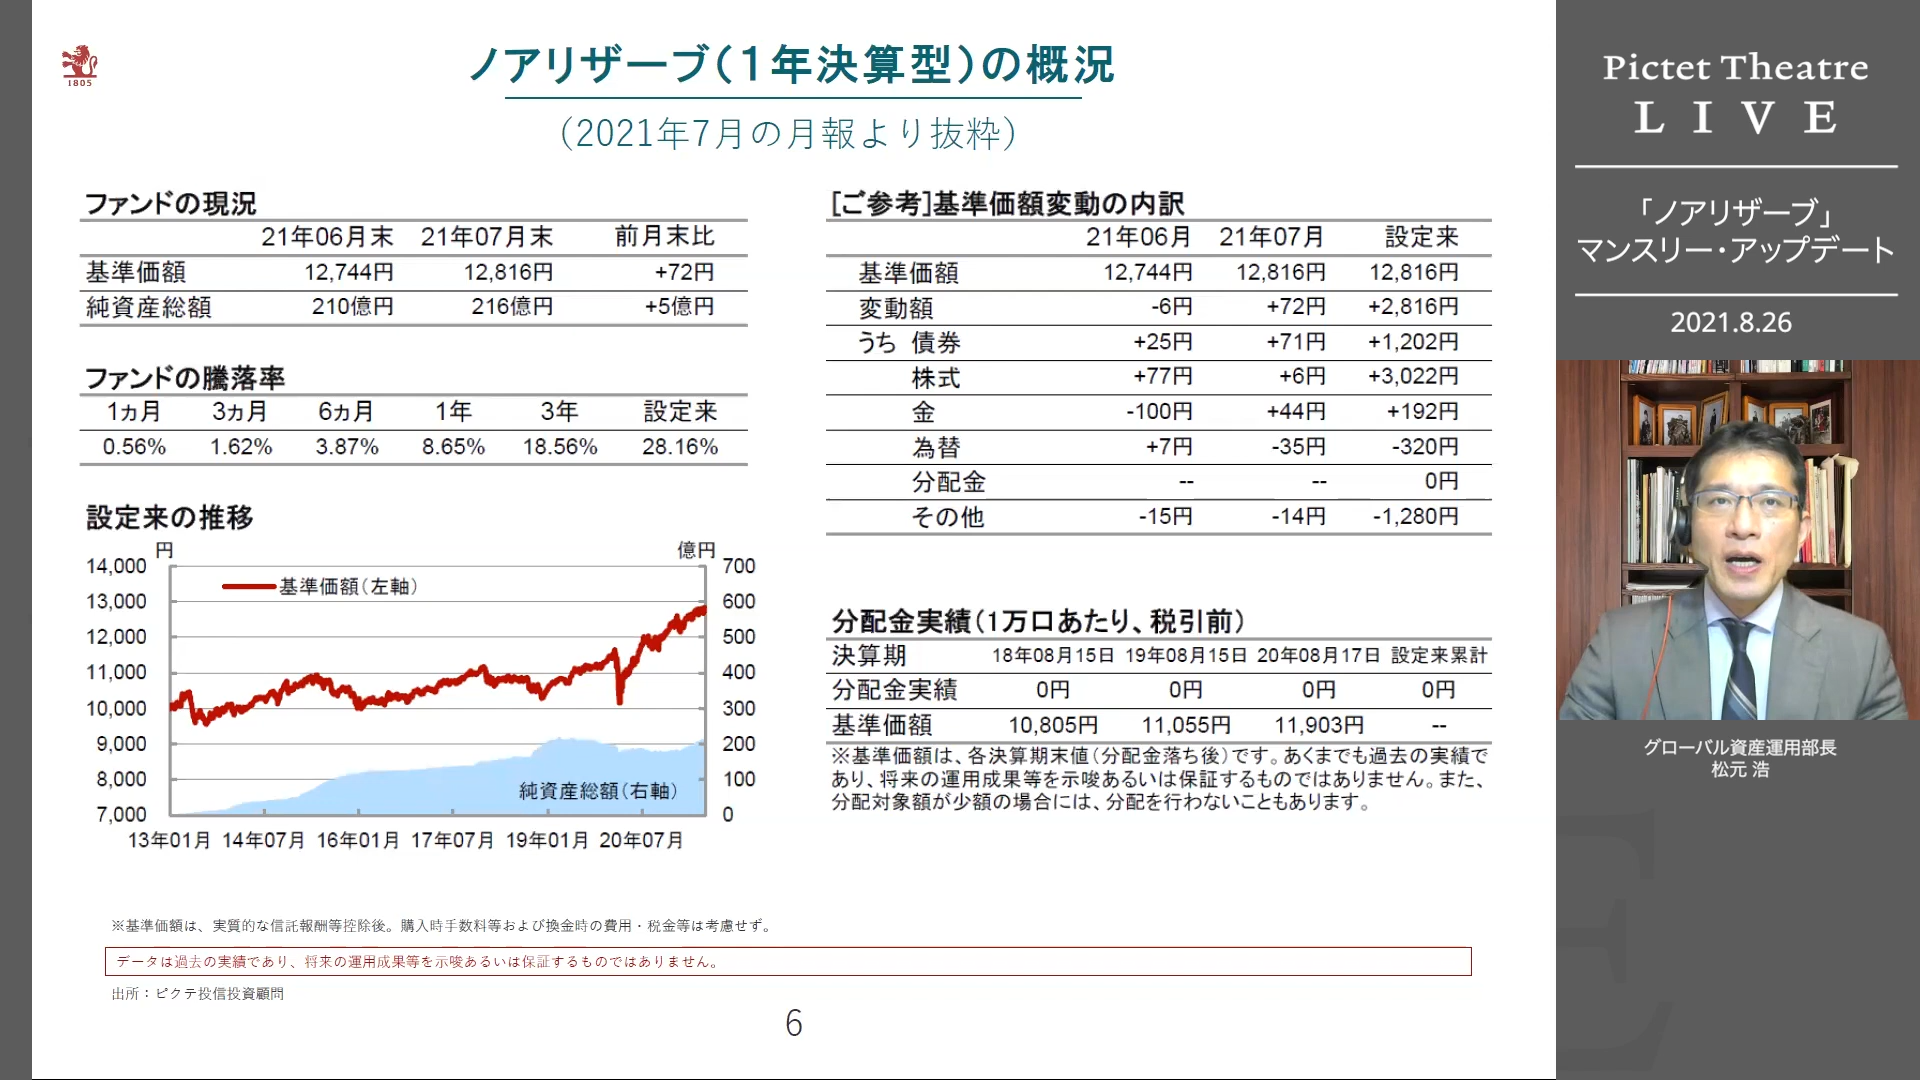 1805
ノアリザーブ（１年決算型）の概況
（2021年7月の月報より抜粋）
ファンドの現況
21年06月末 21年07月末 前月末比
基準価額 12,744円 12,816円 +72円
純資産総額 210億円 216億円 +5億円
ファンドの騰落率
1ヵ月 3ヵ月 6ヵ月 1年 3年 設定来
0.56% 1.62% 3.87% 8.65% 18.56% 28.16%
設定来の推移
円 億円
基準価額（左軸）
14,000 700
13,000 600
12,000 500
11,000 400
10,000 300
9,000 200
8,000 100
7,000 0
純資産総額（右軸）
13年01月 14年07月 16年01月 17年07月 19年01月 20年07月
[ご参考]基準価額変動の内訳
21年06月 21年07月 設定来
基準価額 12,744円 12,816円 12,816円
変動額 -6円 +72円 +2,816円
うち 債券 +25円 +71円 +1,202円
株式 +77円 +6円 +3,022円
金 -100円 +44円 +192円
為替 +7円 -35円 -320円
分配金 -- -- 0円
その他 -15円 -14円 -1,280円
分配金実績（1万口あたり、税引前）
決算期 18年08月15日 19年08月15日 20年08月17日 設定来累計
分配金実績 0円 0円 0円 0円
基準価額 10,805円 11,055円 11,903円 --
※基準価額は、各決算期末値（分配金落ち後）です。あくまでも過去の実績で
あり、将来の運用成果等を示唆あるいは保証するものではありません。また、
分配対象額が少額の場合には、分配を行わないこともあります。
※基準価額は、実質的な信託報酬等控除後。購入時手数料等および換金時の費用・税金等は考慮せず。
データは過去の実績であり、将来の運用成果等を示唆あるいは保証するものではありません。
出所：ピクテ投信投資顧問
6
Pictet Theatre
LIVE
「ノアリザーブ」
マンスリー・アップデート
2021.8.26
グローバル資産運用部長
松元 浩